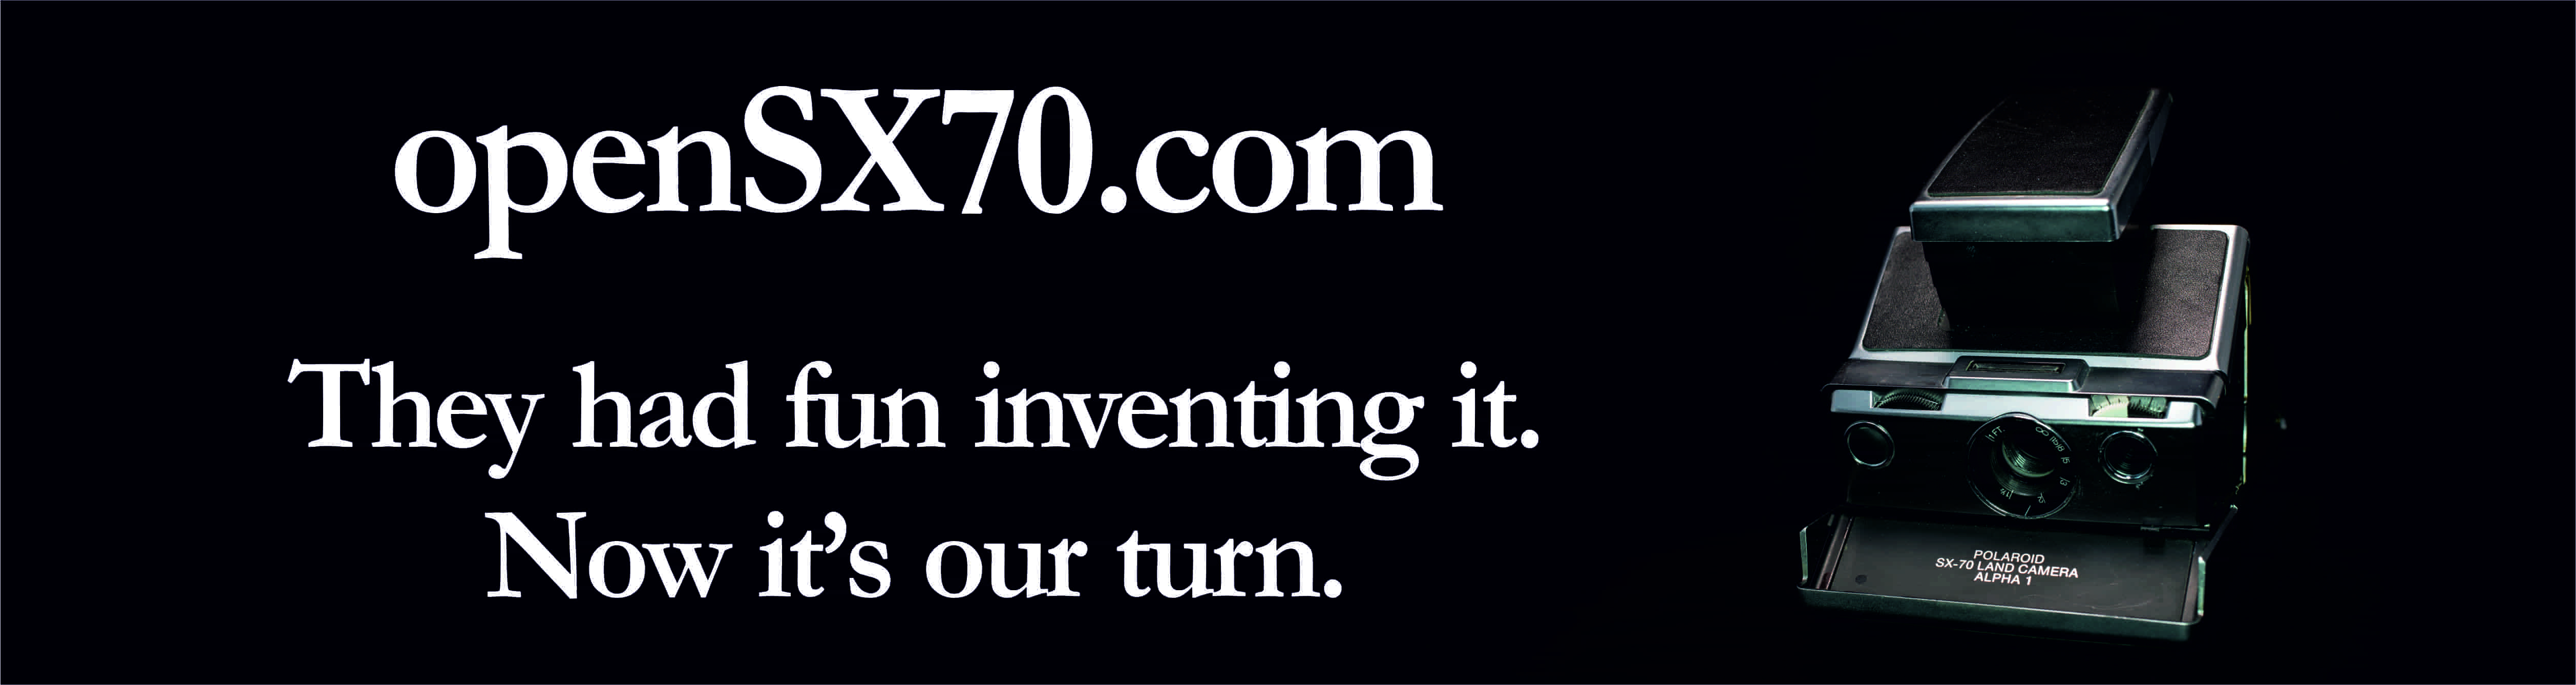 openSX70.com
They had fun inventing it.
Now it’s our turn.
POLAROID
SX-70 LAND CAMERA
ALPHA 1